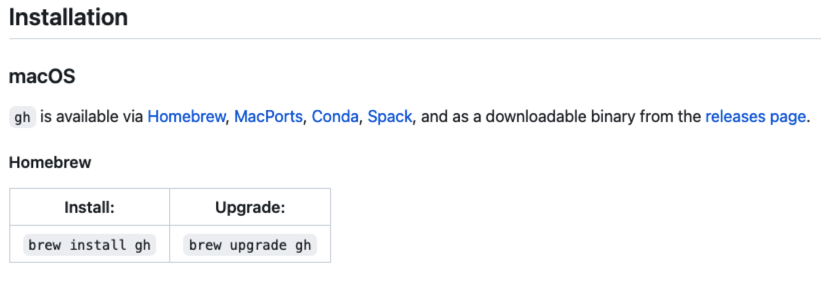 Installation
macOS
gh is available via Homebrew, MacPorts, Conda, Spack, and as a downloadable binary from the releases page.
Homebrew
Install: Upgrade:
brew install gh brew upgrade gh